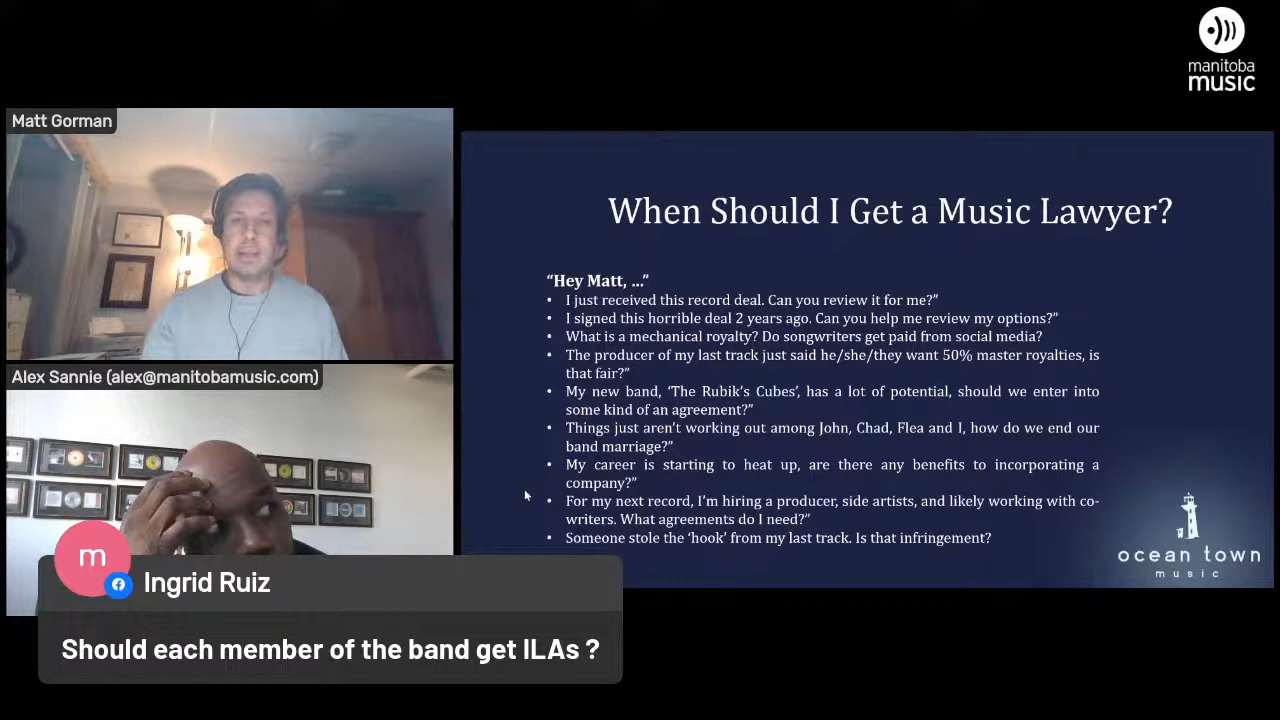 manitoba
music
Matt Gorman
When Should I Get a Music Lawyer?
“Hey Matt, …”
• I just received this record deal. Can you review it for me?”
• I signed this horrible deal 2 years ago. Can you help me review my options?”
• What is a mechanical royalty? Do songwriters get paid from social media?
• The producer of my last track just said he/she/they want 50% master royalties, is
that fair?”
• My new band, ‘The Rubik’s Cubes’, has a lot of potential, should we enter into
some kind of an agreement?”
• Things just aren’t working out among John, Chad, Flea and I, how do we end our
band marriage?”
• My career is starting to heat up, are there any benefits to incorporating a
company?”
• For my next record, I’m hiring a producer, side artists, and likely working with co-
writers. What agreements do I need?”
• Someone stole the ‘hook’ from my last track. Is that infringement?
ocean town
music
Alex Sannie (alex@manitobamusic.com)
m
Ingrid Ruiz
Should each member of the band get ILAs ?